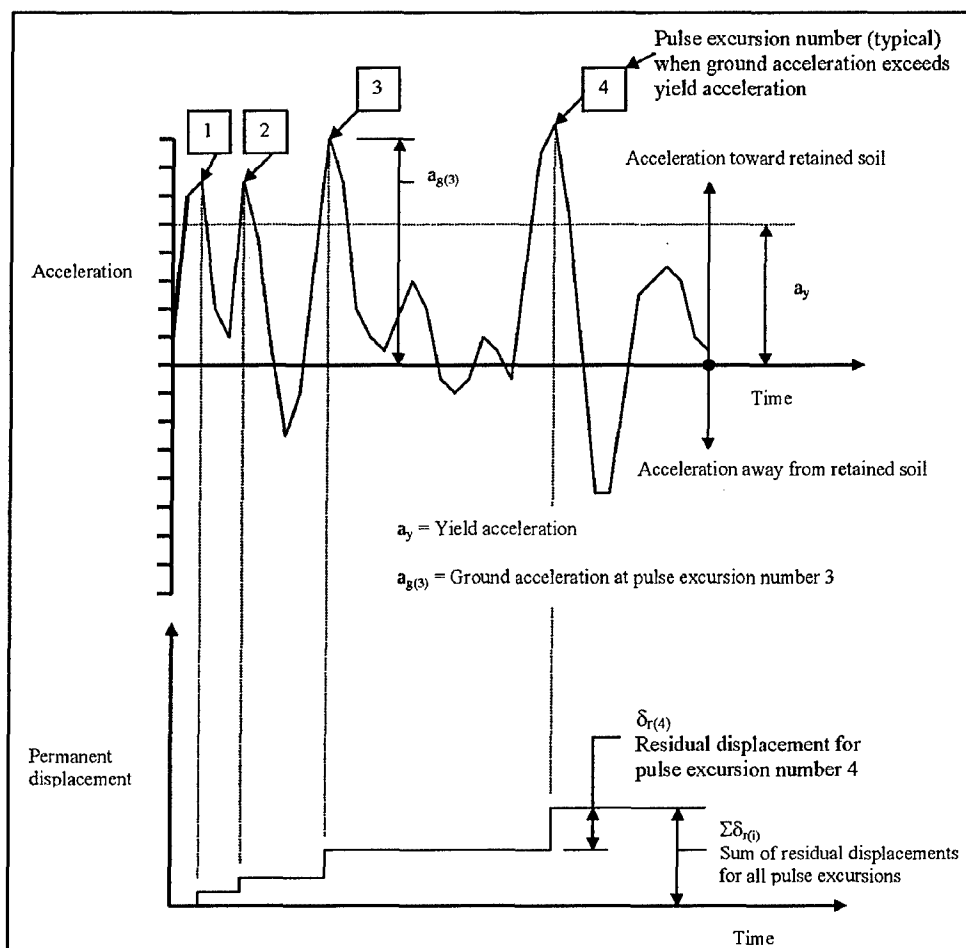 Pulse excursion number (typical)
when ground acceleration exceeds
yield acceleration
1
2
3
4
a_g(3)
Acceleration toward retained soil
Acceleration
a_y
Time
Acceleration away from retained soil
a_y = Yield acceleration
a_g(3) = Ground acceleration at pulse excursion number 3
δ_r(4)
Residual displacement for
pulse excursion number 4
Permanent
displacement
Σδ_r(i)
Sum of residual displacements
for all pulse excursions
Time